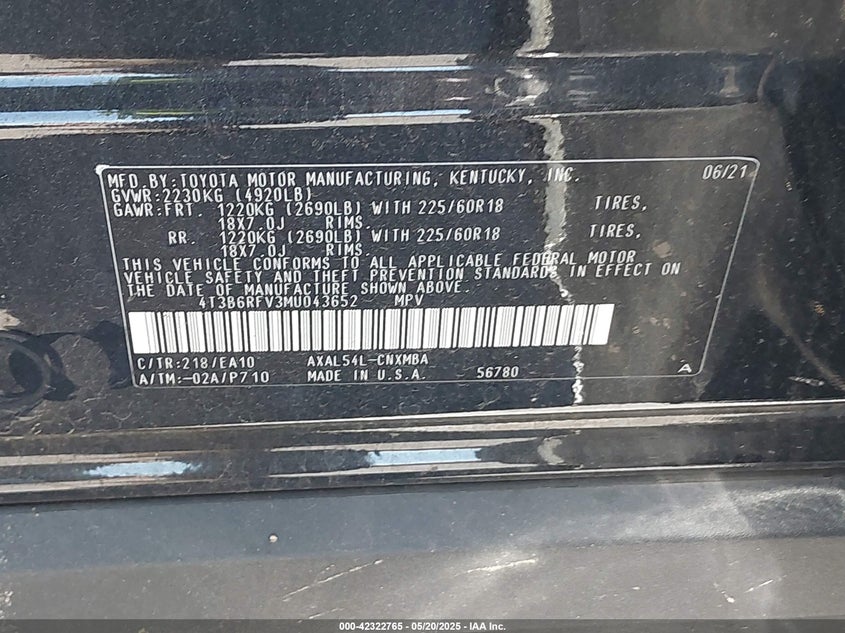 MFD.BY:TOYOTA MOTOR MANUFACTURING, KENTUCKY, INC. 06/21
GVWR:2230KG (4920LB)
GAWR:FRT. 1220KG (2690LB) WITH 225/60R18 TIRES,
18X7.0J RIMS
RR. 1220KG (2690LB) WITH 225/60R18 TIRES,
18X7.0J RIMS
THIS VEHICLE CONFORMS TO ALL APPLICABLE FEDERAL MOTOR
VEHICLE SAFETY AND THEFT PREVENTION STANDARDS IN EFFECT ON
THE DATE OF MANUFACTURE SHOWN ABOVE.
4T3B6RFV3MU043652 MPV
C/TR:218/EA10 AXAL54L-CNXMBA
A/TM:-02A/P710 MADE IN U.S.A. 56780 A
000-42322765 - 05/20/2025 - IAA Inc.